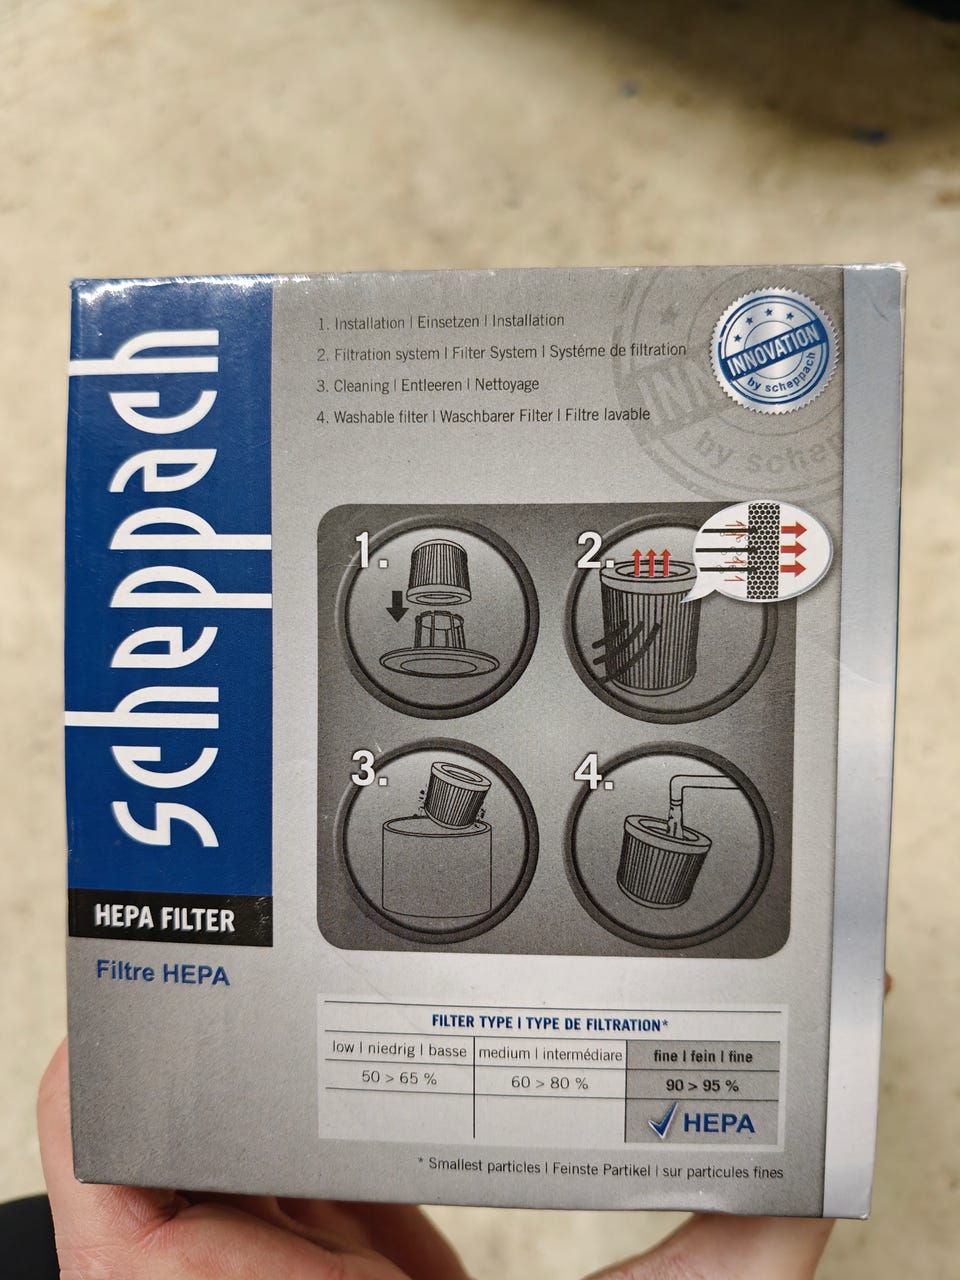 scheppach
HEPA FILTER
Filtre HEPA
1. Installation | Einsetzen | Installation
2. Filtration system | Filter System | Systéme de filtration
3. Cleaning | Entleeren | Nettoyage
4. Washable filter | Waschbarer Filter | Filtre lavable
INNOVATION
by scheppach
INN
by schep
1.
2.
3.
4.
FILTER TYPE | TYPE DE FILTRATION*
low | niedrig | basse medium | intermédiare fine | fein | fine
50 > 65 % 60 > 80 % 90 > 95 %
HEPA
* Smallest particles | Feinste Partikel | sur particules fines